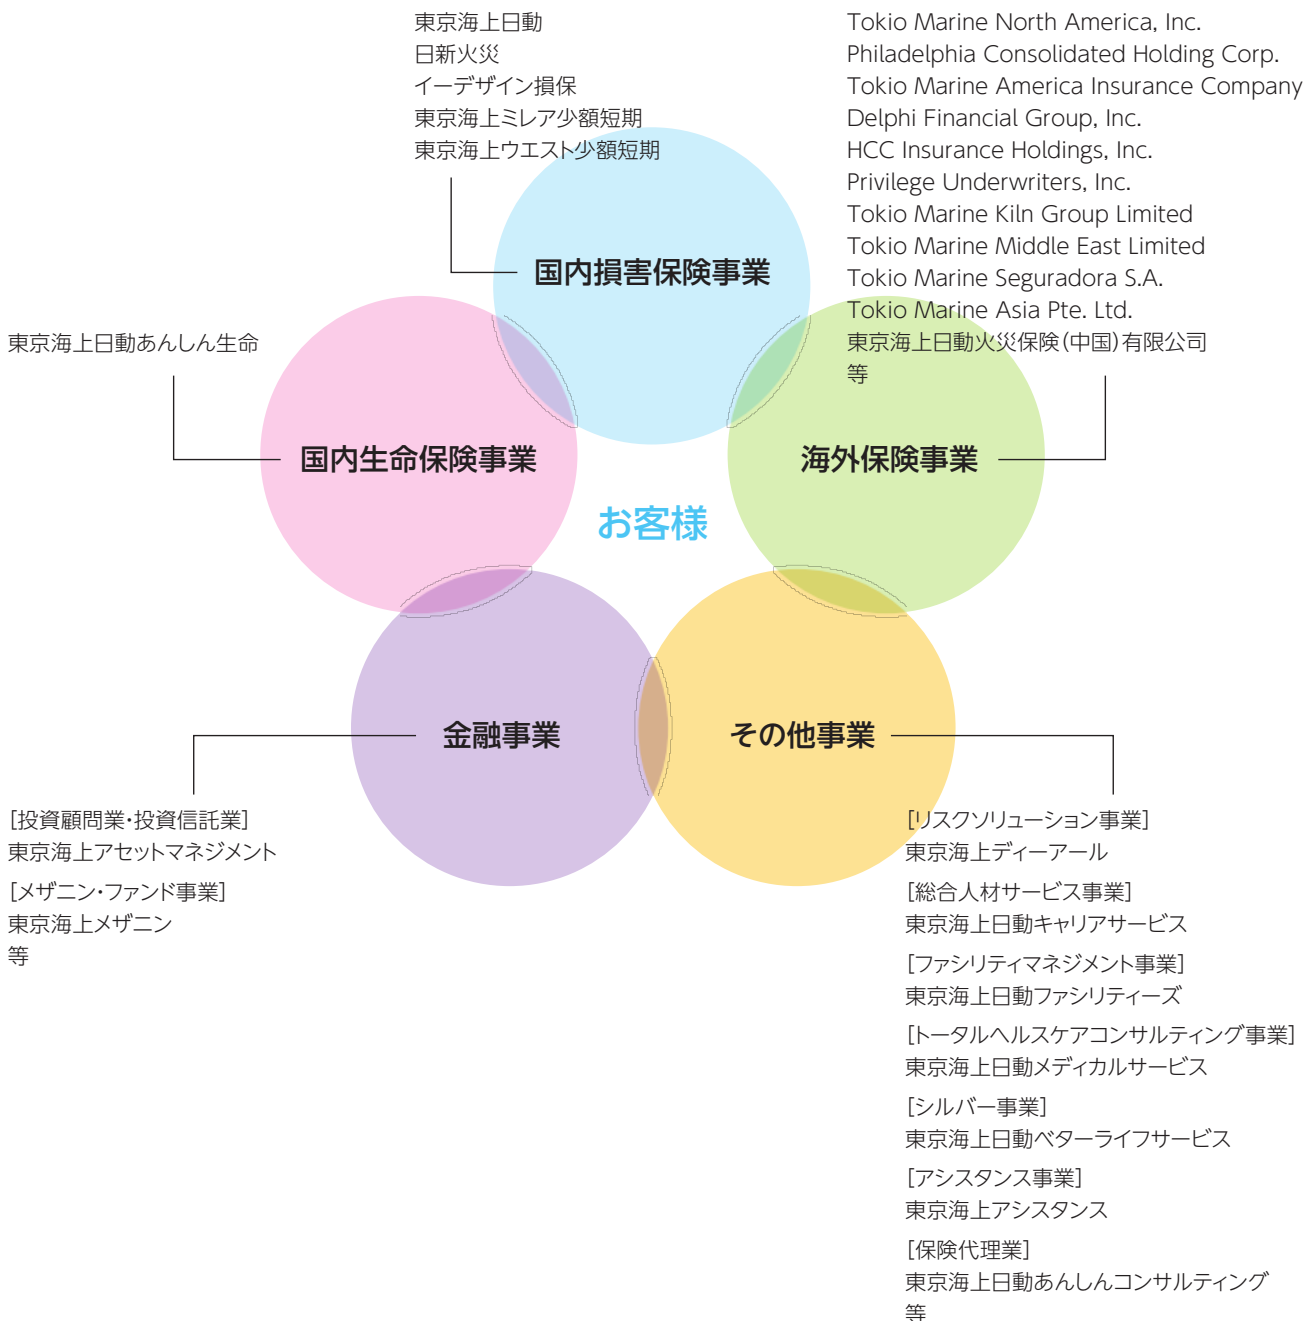 東京海上日動
日新火災
イーデザイン損保
東京海上ミレア少額短期
東京海上ウエスト少額短期
国内損害保険事業
Tokio Marine North America, Inc.
Philadelphia Consolidated Holding Corp.
Tokio Marine America Insurance Company
Delphi Financial Group, Inc.
HCC Insurance Holdings, Inc.
Privilege Underwriters, Inc.
Tokio Marine Kiln Group Limited
Tokio Marine Middle East Limited
Tokio Marine Seguradora S.A.
Tokio Marine Asia Pte. Ltd.
東京海上日動火災保険(中国)有限公司
等
海外保険事業
東京海上日動あんしん生命
国内生命保険事業
お客様
金融事業
[投資顧問業・投資信託業]
東京海上アセットマネジメント
[メザニン・ファンド事業]
東京海上メザニン
等
その他事業
[リスクソリューション事業]
東京海上ディーアール
[総合人材サービス事業]
東京海上日動キャリアサービス
[ファシリティマネジメント事業]
東京海上日動ファシリティーズ
[トータルヘルスケアコンサルティング事業]
東京海上日動メディカルサービス
[シルバー事業]
東京海上日動ベターライフサービス
[アシスタンス事業]
東京海上アシスタンス
[保険代理業]
東京海上日動あんしんコンサルティング
等